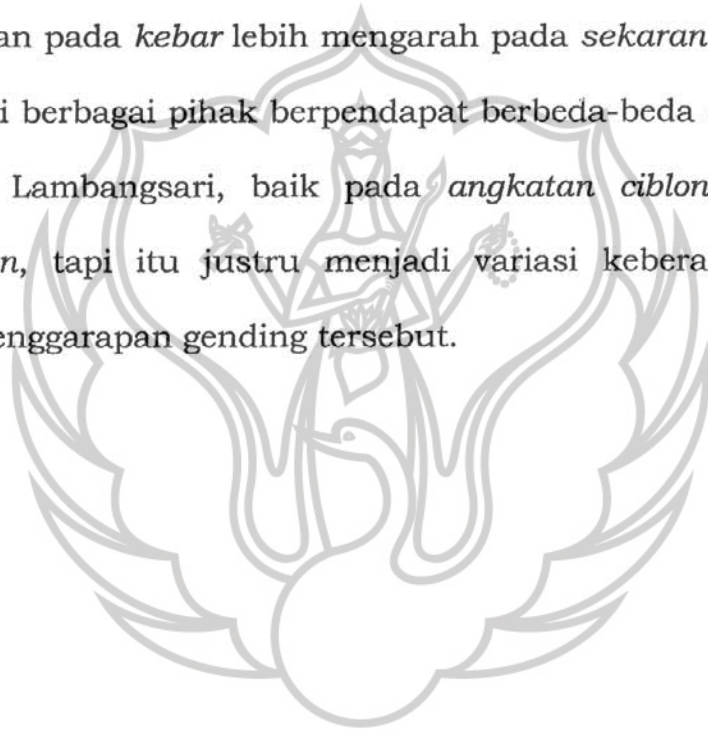 an pada kebar lebih mengarah pada sekaran
i berbagai pihak berpendapat berbeda-beda
Lambangsari, baik pada angkatan ciblon
n, tapi itu justru menjadi variasi kebera
enggarapan gending tersebut.